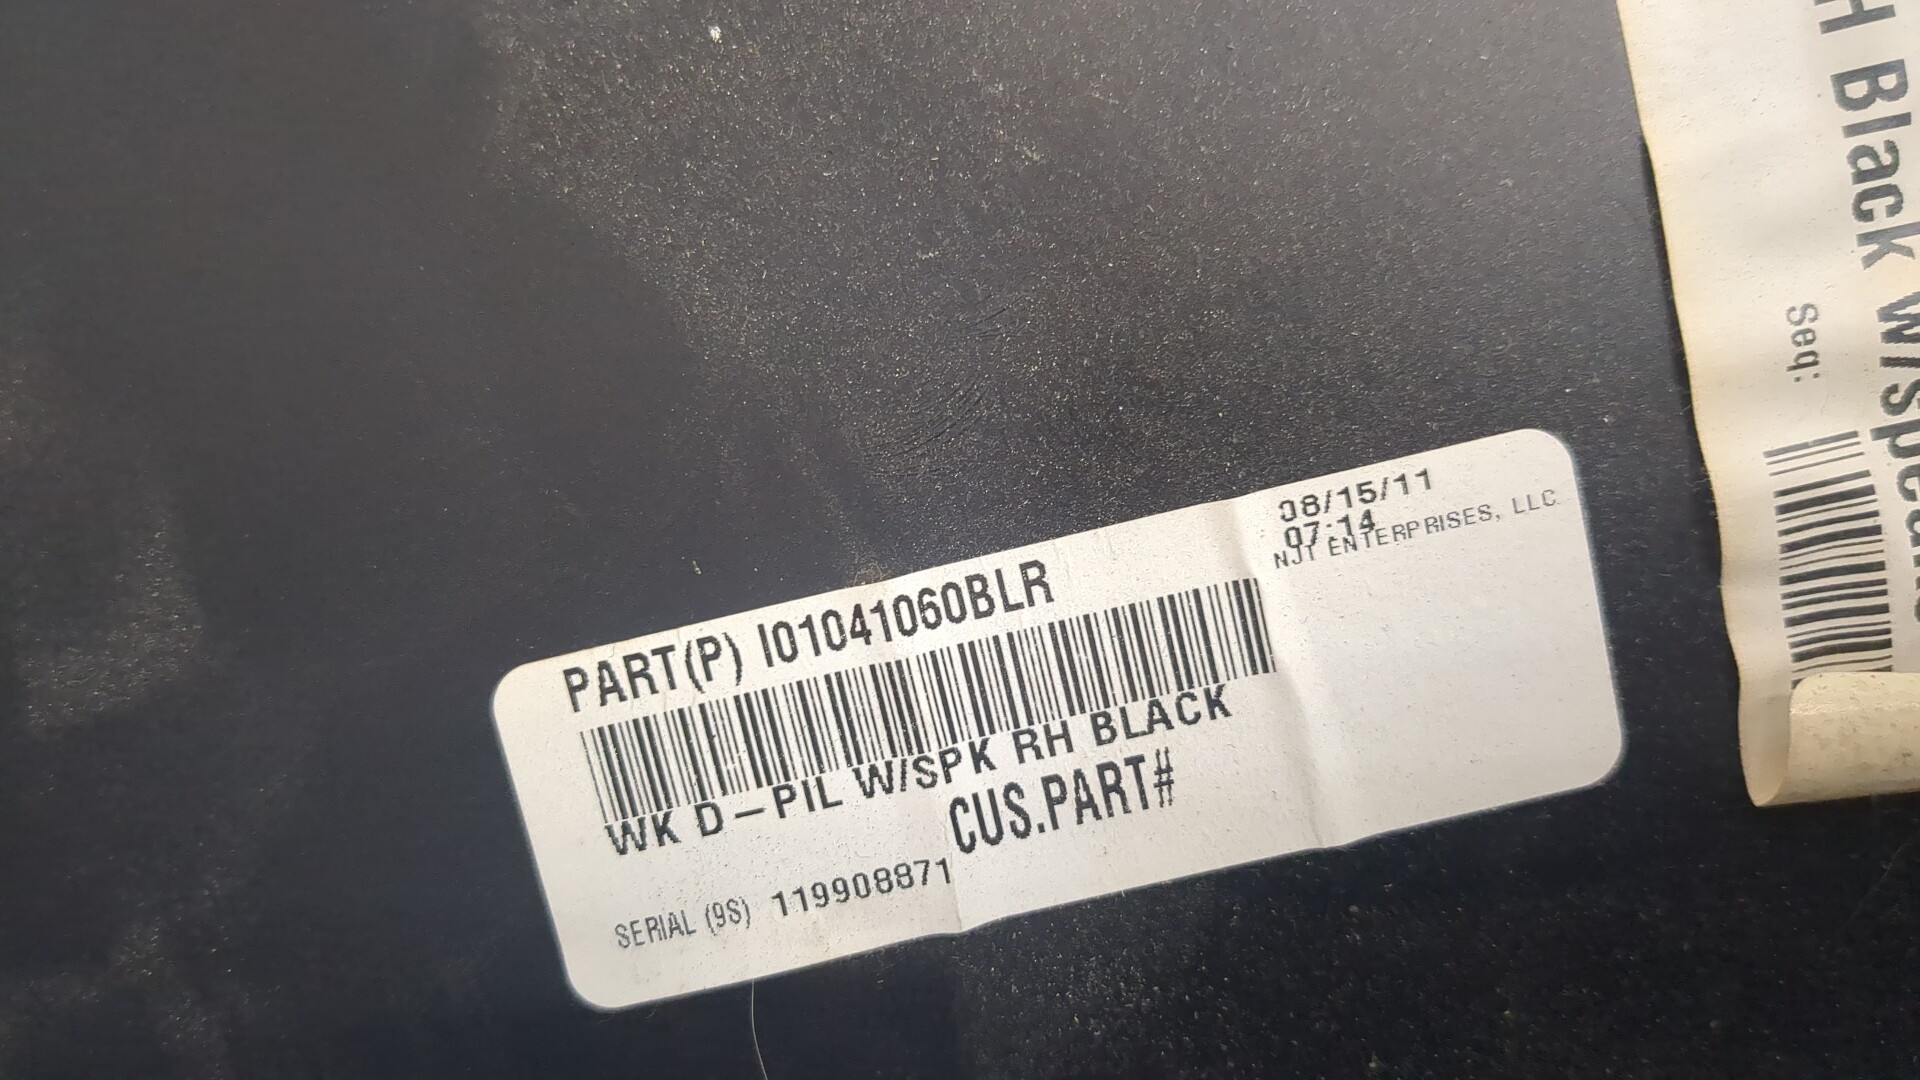 08/15/11
07:14
NJT ENTERPRISES, LLC.
PART(P) I01041060BLR
WK D-PIL W/SPK RH BLACK
CUS.PART#
SERIAL (9S) 119908871
H Black W/Speake
Seq: